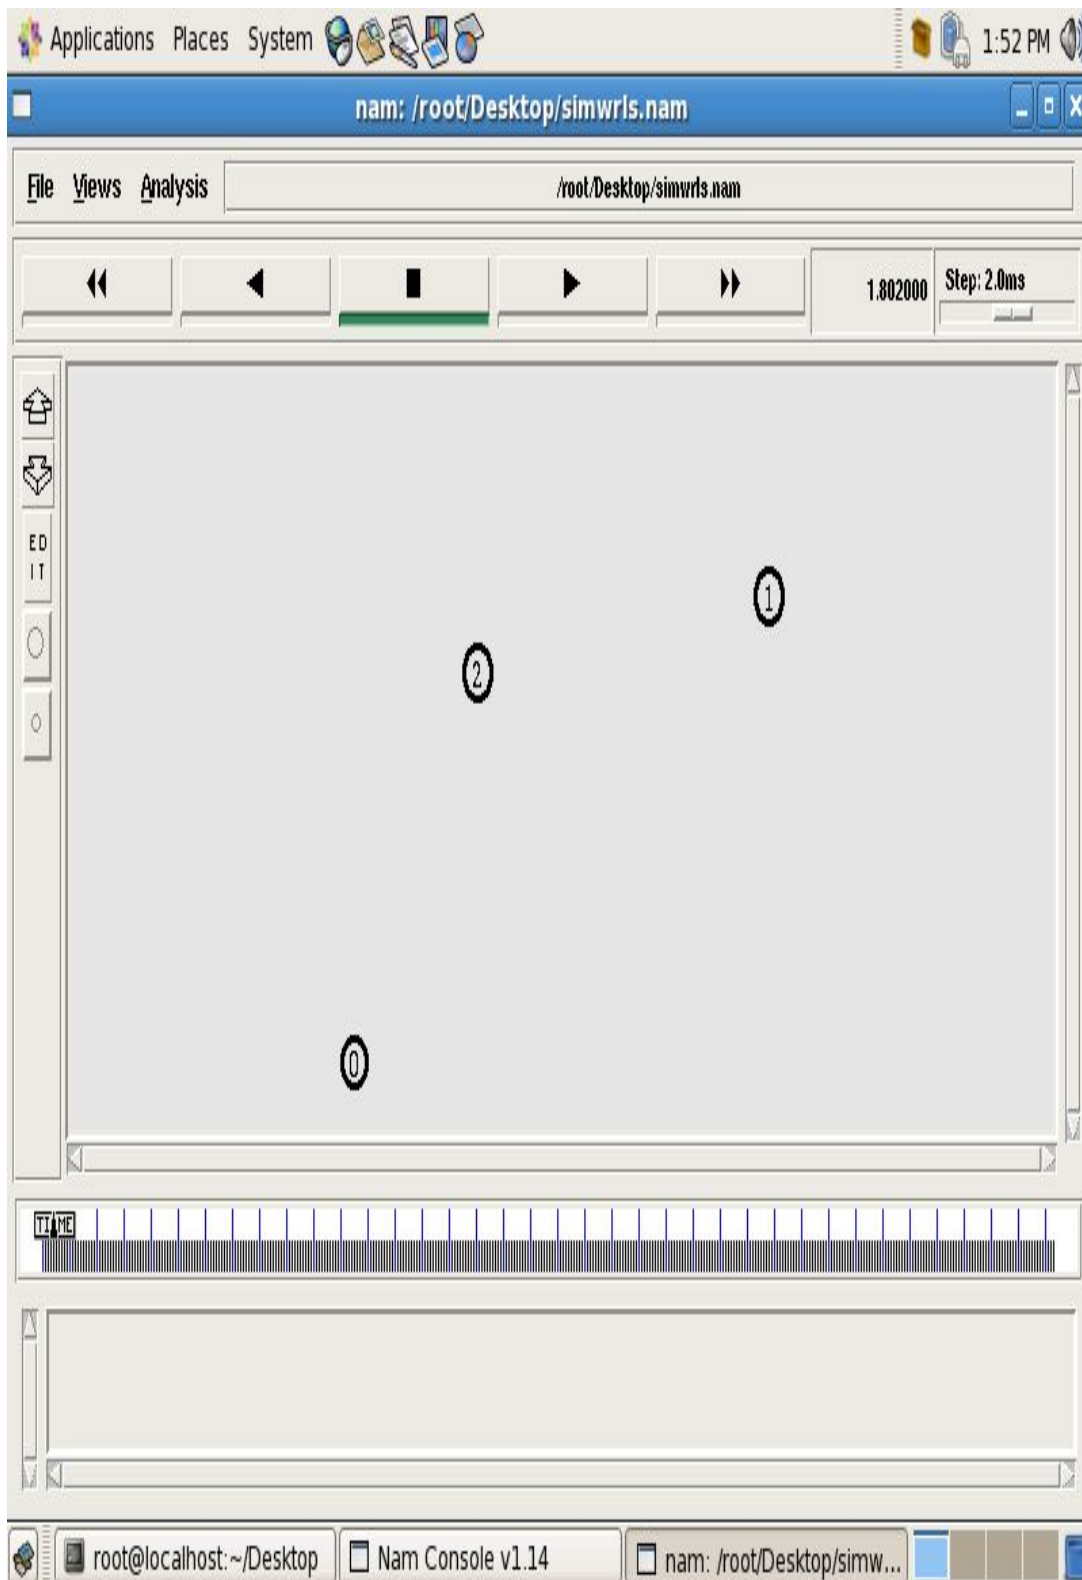 Applications Places System 1:52 PM
nam: /root/Desktop/simwrls.nam
File Views Analysis /root/Desktop/simwrls.nam
1.802000 Step: 2.0ms
ED
IT
1
2
0
TIME
root@localhost:~/Desktop Nam Console v1.14 nam: /root/Desktop/simw...